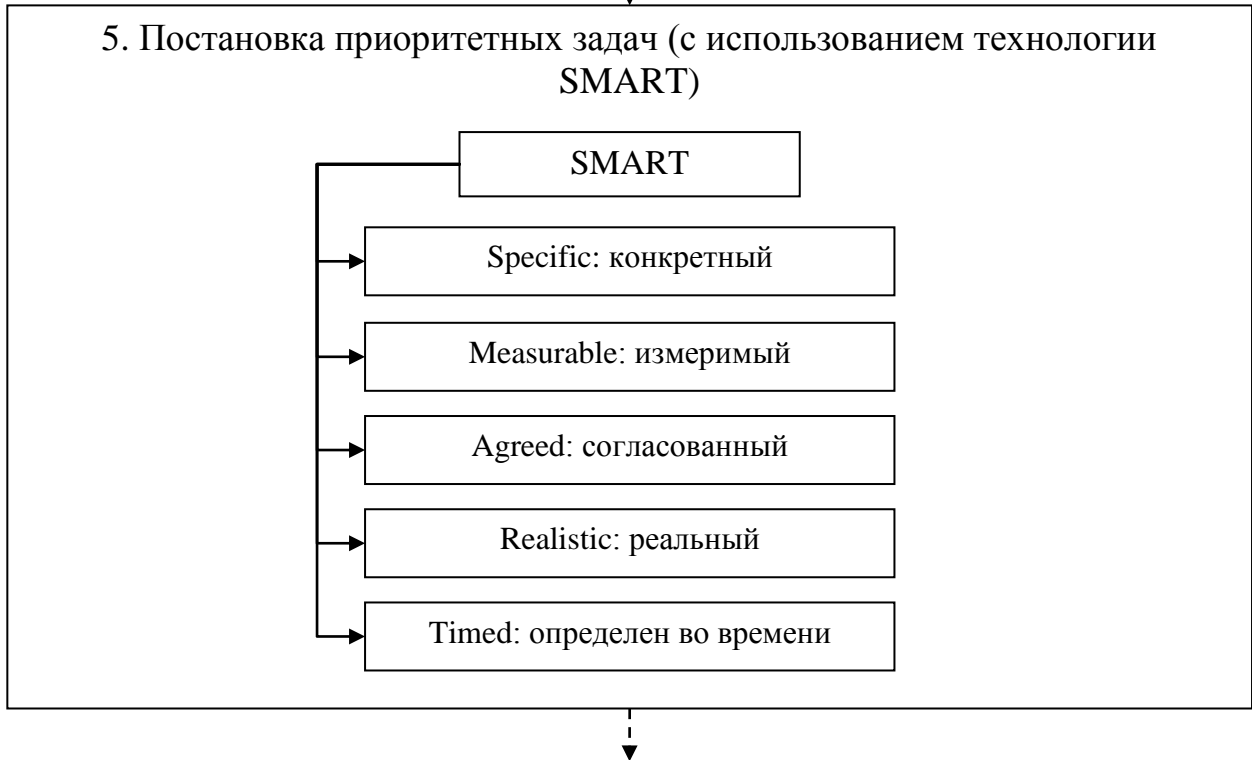 5. Постановка приоритетных задач (с использованием технологии
SMART)
SMART
Specific: конкретный
Measurable: измеримый
Agreed: согласованный
Realistic: реальный
Timed: определен во времени